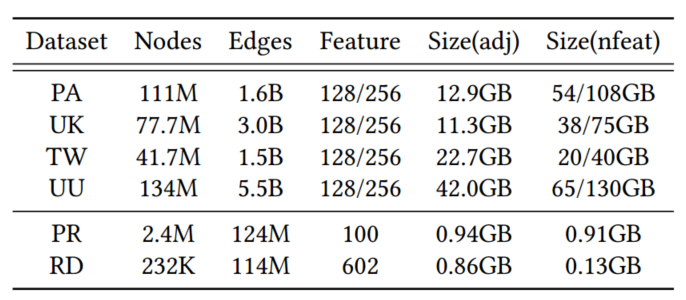 Dataset Nodes Edges Feature Size(adj) Size(nfeat)
PA 111M 1.6B 128/256 12.9GB 54/108GB
UK 77.7M 3.0B 128/256 11.3GB 38/75GB
TW 41.7M 1.5B 128/256 22.7GB 20/40GB
UU 134M 5.5B 128/256 42.0GB 65/130GB
PR 2.4M 124M 100 0.94GB 0.91GB
RD 232K 114M 602 0.86GB 0.13GB